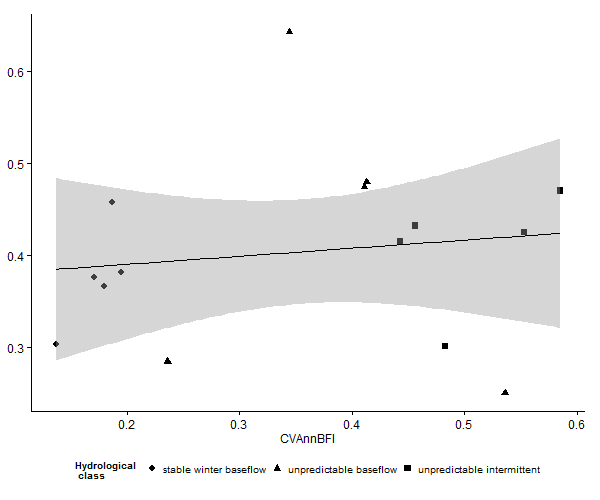 0.6
0.5
0.4
0.3
0.2 0.3 0.4 0.5 0.6
CVAnnBFI
Hydrological
class
stable winter baseflow unpredictable baseflow unpredictable intermittent